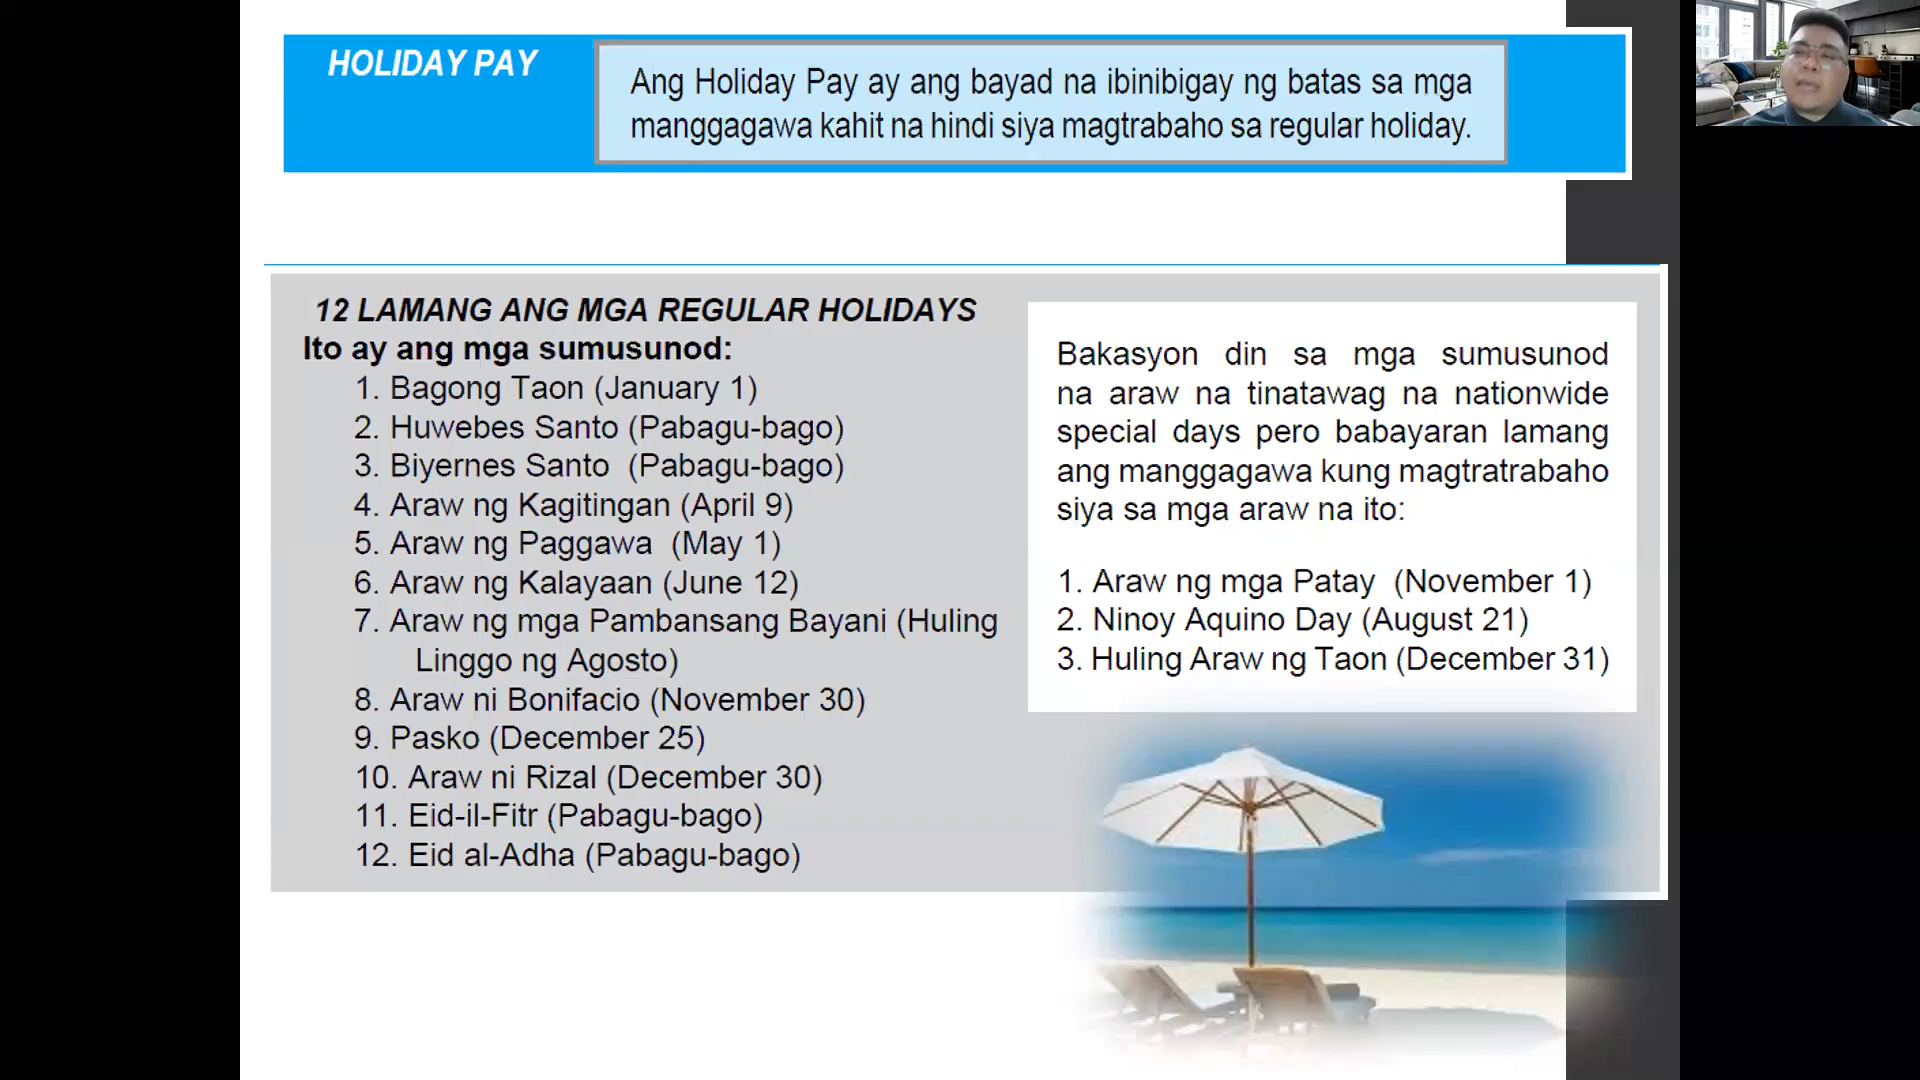 HOLIDAY PAY
Ang Holiday Pay ay ang bayad na ibinibigay ng batas sa mga
manggagawa kahit na hindi siya magtrabaho sa regular holiday.
12 LAMANG ANG MGA REGULAR HOLIDAYS
Ito ay ang mga sumusunod:
1. Bagong Taon (January 1)
2. Huwebes Santo (Pabagu-bago)
3. Biyernes Santo (Pabagu-bago)
4. Araw ng Kagitingan (April 9)
5. Araw ng Paggawa (May 1)
6. Araw ng Kalayaan (June 12)
7. Araw ng mga Pambansang Bayani (Huling
Linggo ng Agosto)
8. Araw ni Bonifacio (November 30)
9. Pasko (December 25)
10. Araw ni Rizal (December 30)
11. Eid-il-Fitr (Pabagu-bago)
12. Eid al-Adha (Pabagu-bago)
Bakasyon din sa mga sumusunod
na araw na tinatawag na nationwide
special days pero babayaran lamang
ang manggagawa kung magtratrabaho
siya sa mga araw na ito:
1. Araw ng mga Patay (November 1)
2. Ninoy Aquino Day (August 21)
3. Huling Araw ng Taon (December 31)